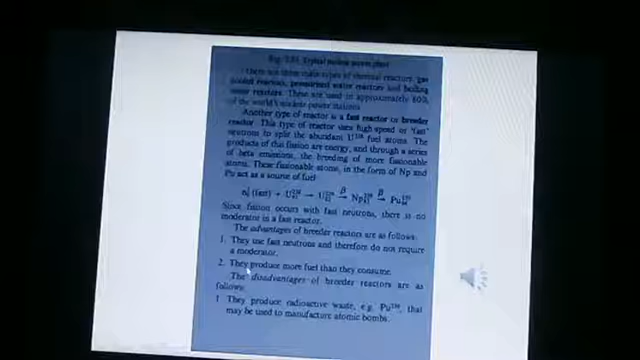 Fig. 7.33 Typical nuclear power plant
There are three main types of thermal reactors: gas
cooled reactors, pressurized water reactors and boiling
water reactors. These are used in approximately 60%
of the world's nuclear power stations.
Another type of reactor is a fast reactor or breeder
reactor. This type of reactor uses high-speed or 'fast'
neutrons to split the abundant U²³⁸ fuel atoms. The
products of this fission are energy, and through a series
of beta emissions, the breeding of more fissionable
atoms. These fissionable atoms, in the form of Np and
Pu act as a source of fuel
(fast) + U → U β → Np β → Pu
Since fission occurs with fast neutrons, there is no
moderator in a fast reactor.
The advantages of breeder reactors are as follows:
1. They use fast neutrons and therefore do not require
a moderator.
2. They produce more fuel than they consume.
The disadvantages of breeder reactors are as
follows:
1 They produce radioactive waste, e.g. Pu²³⁹, that
may be used to manufacture atomic bombs.